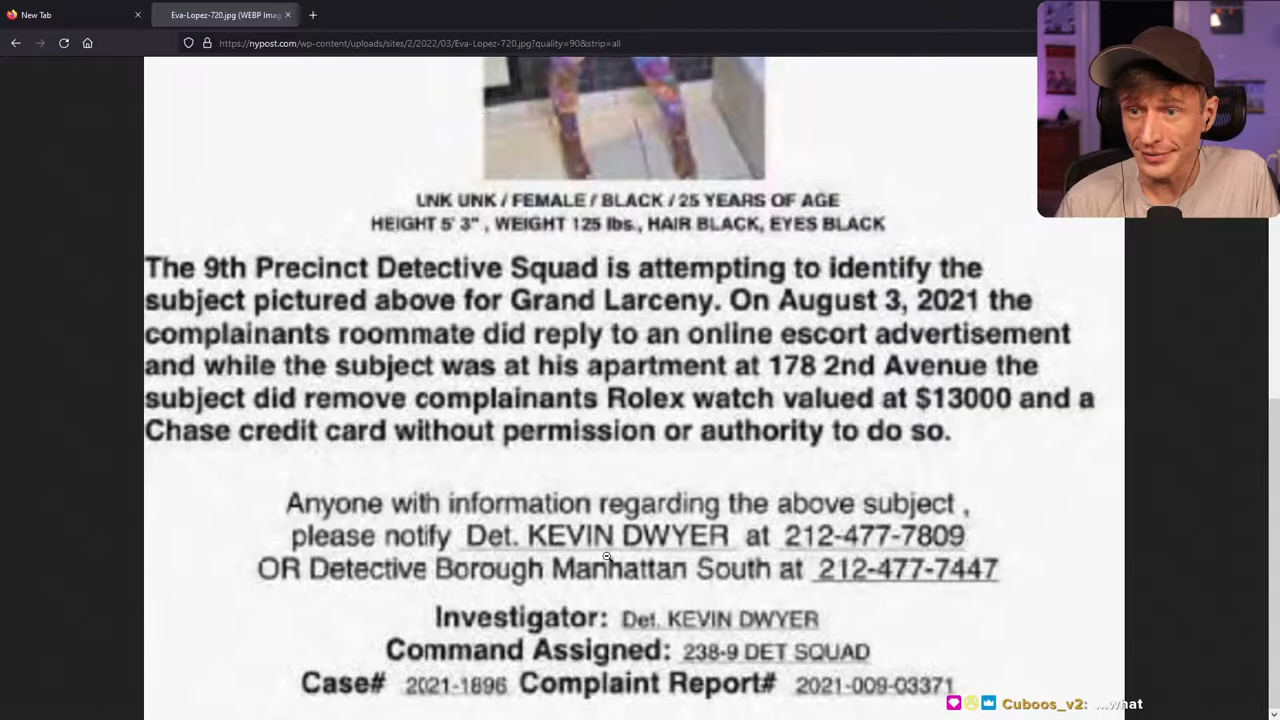 New Tab
Eva-Lopez-720.jpg (WEBP Imag
https://nypost.com/wp-content/uploads/sites/2/2022/03/Eva-Lopez-720.jpg?quality=90&strip=all
UNK UNK / FEMALE / BLACK / 25 YEARS OF AGE
HEIGHT 5' 3" , WEIGHT 125 lbs., HAIR BLACK, EYES BLACK
The 9th Precinct Detective Squad is attempting to identify the
subject pictured above for Grand Larceny. On August 3, 2021 the
complainants roommate did reply to an online escort advertisement
and while the subject was at his apartment at 178 2nd Avenue the
subject did remove complainants Rolex watch valued at $13000 and a
Chase credit card without permission or authority to do so.
Anyone with information regarding the above subject ,
please notify Det. KEVIN DWYER at 212-477-7809
OR Detective Borough Manhattan South at 212-477-7447
Investigator: Det. KEVIN DWYER
Command Assigned: 238-9 DET SQUAD
Case# 2021-1896 Complaint Report# 2021-009-03371
Cuboos_v2: ...what